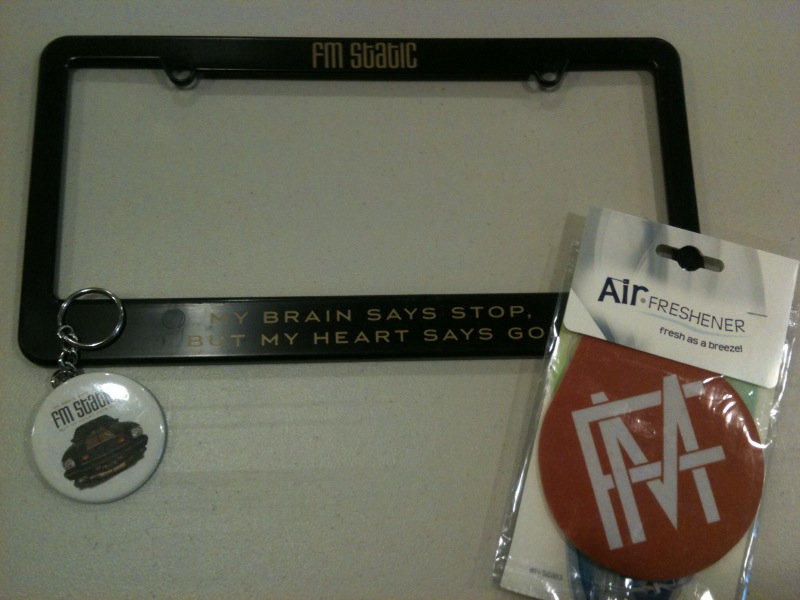 FM STATIC
MY BRAIN SAYS STOP,
BUT MY HEART SAYS GO
FM STATIC
Air.FRESHENER
fresh as a breeze!
FM